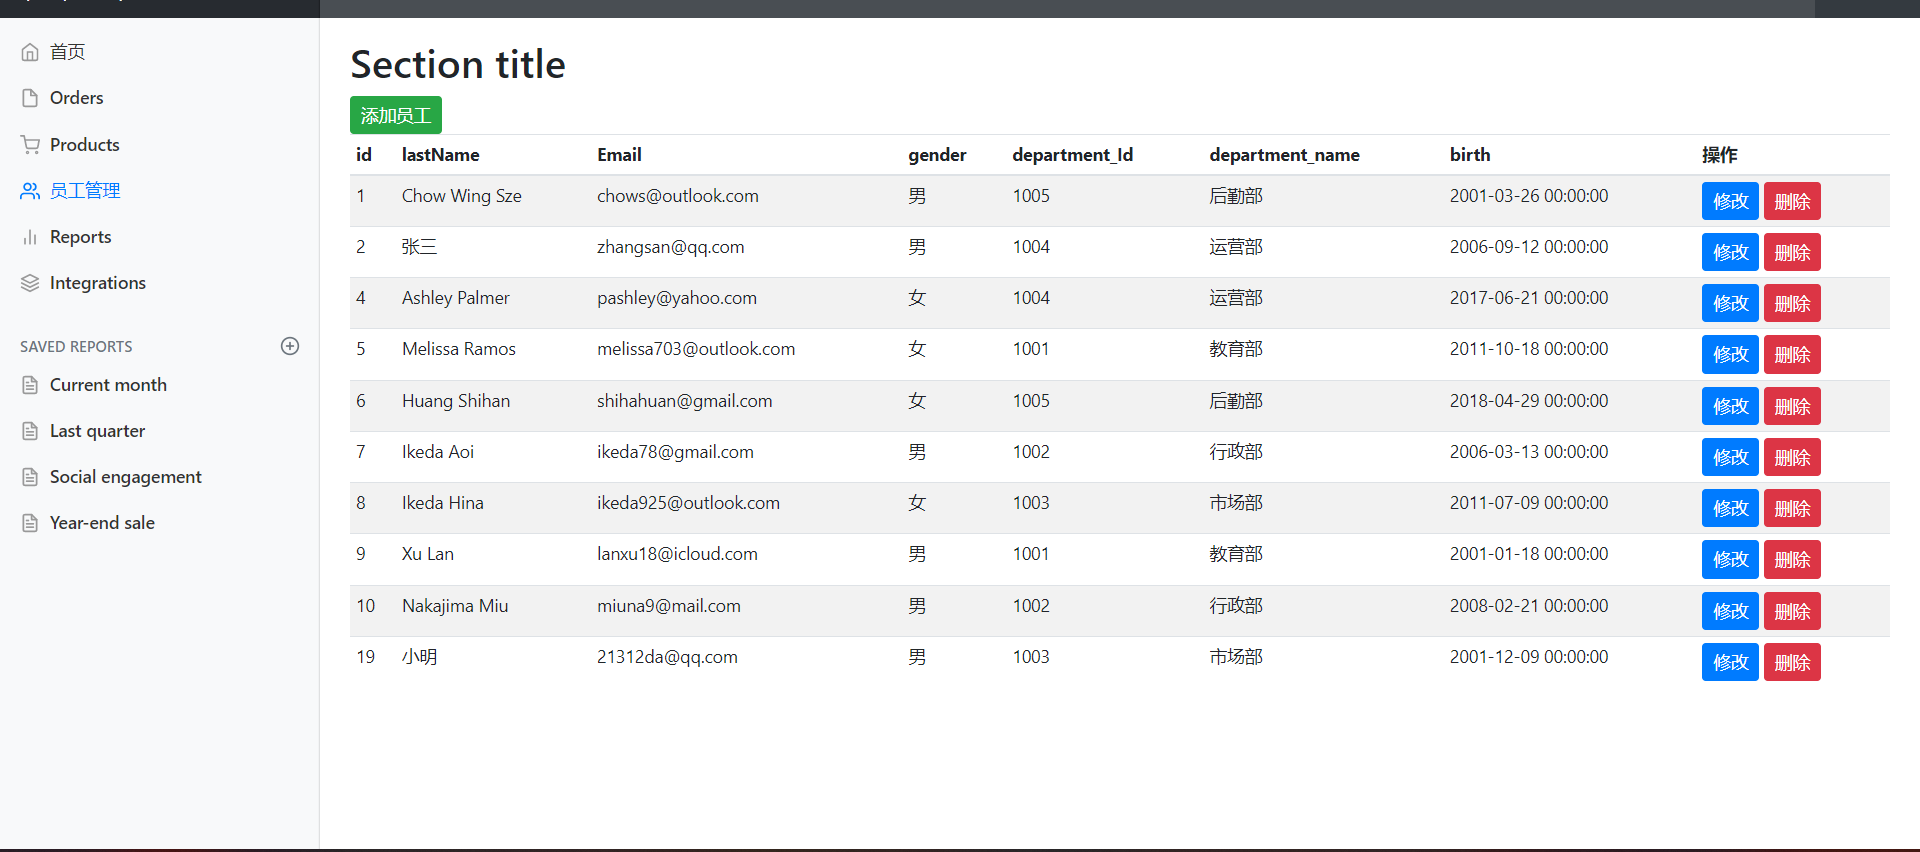 首页
Orders
Products
员工管理
Reports
Integrations
SAVED REPORTS
Current month
Last quarter
Social engagement
Year-end sale
Section title
添加员工
id lastName Email gender department_Id department_name birth 操作
1 Chow Wing Sze chows@outlook.com 男 1005 后勤部 2001-03-26 00:00:00 修改 删除
2 张三 zhangsan@qq.com 男 1004 运营部 2006-09-12 00:00:00 修改 删除
4 Ashley Palmer pashley@yahoo.com 女 1004 运营部 2017-06-21 00:00:00 修改 删除
5 Melissa Ramos melissa703@outlook.com 女 1001 教育部 2011-10-18 00:00:00 修改 删除
6 Huang Shihan shihahuan@gmail.com 女 1005 后勤部 2018-04-29 00:00:00 修改 删除
7 Ikeda Aoi ikeda78@gmail.com 男 1002 行政部 2006-03-13 00:00:00 修改 删除
8 Ikeda Hina ikeda925@outlook.com 女 1003 市场部 2011-07-09 00:00:00 修改 删除
9 Xu Lan lanxu18@icloud.com 男 1001 教育部 2001-01-18 00:00:00 修改 删除
10 Nakajima Miu miuna9@mail.com 男 1002 行政部 2008-02-21 00:00:00 修改 删除
19 小明 21312da@qq.com 男 1003 市场部 2001-12-09 00:00:00 修改 删除